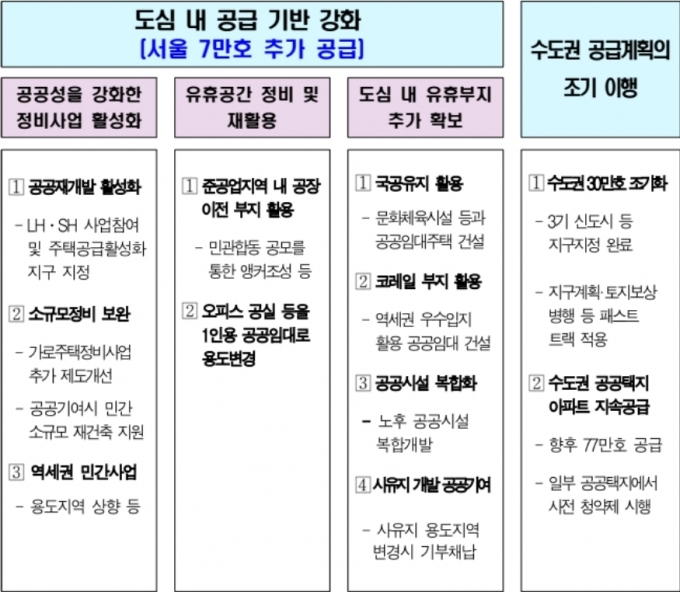 도심 내 공급 기반 강화
[서울 7만호 추가 공급]
수도권 공급계획의
조기 이행
공공성을 강화한
정비사업 활성화
유휴공간 정비 및
재활용
도심 내 유휴부지
추가 확보
1 공공재개발 활성화
- LH·SH 사업참여
및 주택공급활성화
지구 지정
2 소규모정비 보완
- 가로주택정비사업
추가 제도개선
- 공공기여시 민간
소규모 재건축 지원
3 역세권 민간사업
- 용도지역 상향 등
1 준공업지역 내 공장
이전 부지 활용
- 민관합동 공모를
통한 앵커조성 등
2 오피스 공실 등을
1인용 공공임대로
용도변경
1 국공유지 활용
- 문화체육시설 등과
공공임대주택 건설
2 코레일 부지 활용
- 역세권 우수입지
활용 공공임대 건설
3 공공시설 복합화
- 노후 공공시설
복합개발
4 사유지 개발 공공기여
- 사유지 용도지역
변경시 기부채납
1 수도권 30만호 조기화
- 3기 신도시 등
지구지정 완료
- 지구계획·토지보상
병행 등 패스트
트랙 적용
2 수도권 공공택지
아파트 지속공급
- 향후 77만호 공급
- 일부 공공택지에서
사전 청약제 시행